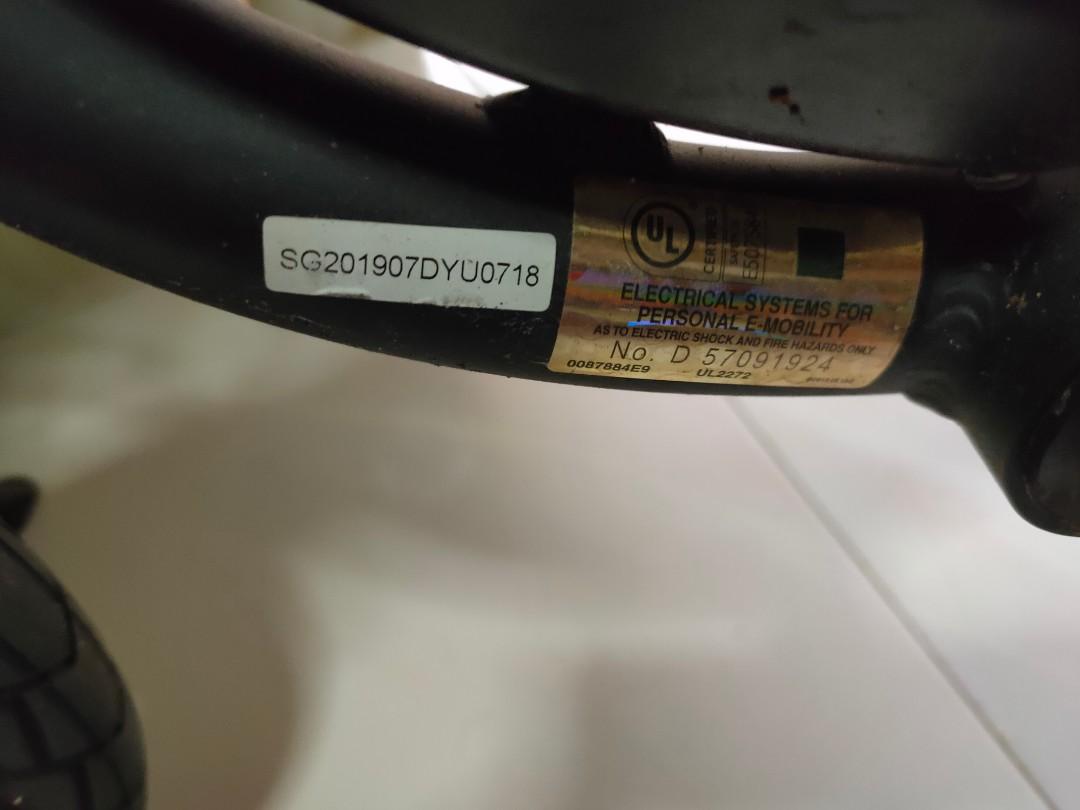 SG201907DYU0718
UL
CERTIFIED
ELECTRICAL SYSTEMS FOR
PERSONAL E-MOBILITY
AS TO ELECTRIC SHOCK AND FIRE HAZARDS ONLY
No. D 57091924
0087884E9 UL2272